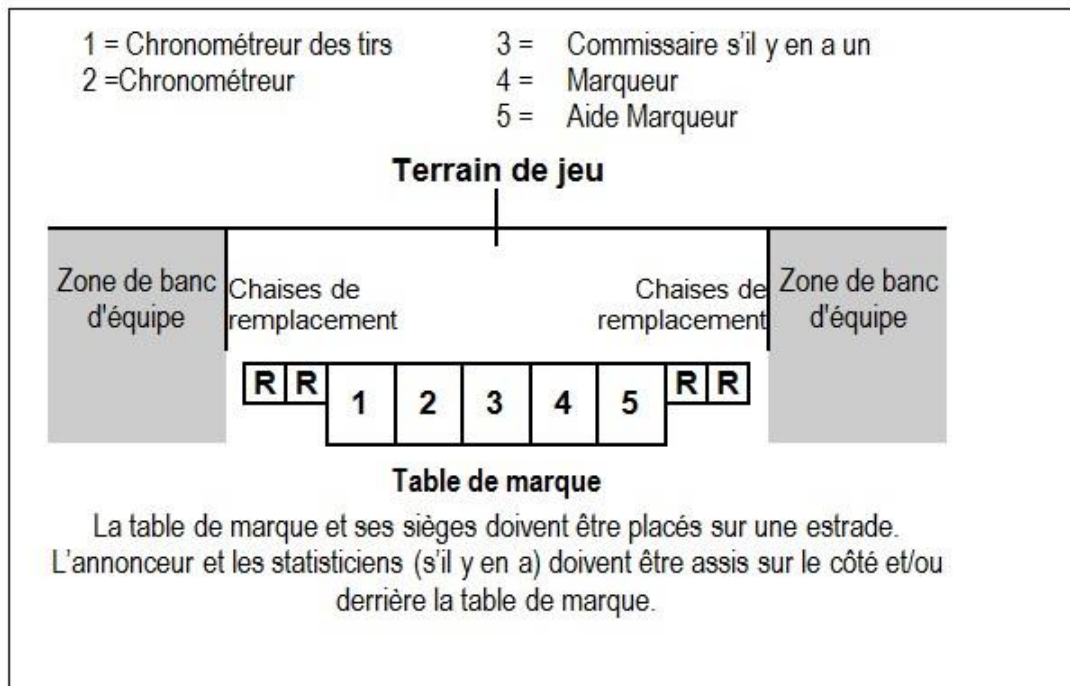 1 = Chronométreur des tirs
2 =Chronométreur
3 = Commissaire s'il y en a un
4 = Marqueur
5 = Aide Marqueur
Terrain de jeu
Zone de banc
d'équipe
Chaises de
remplacement
Chaises de
remplacement
Zone de banc
d'équipe
R R 1 2 3 4 5 R R
Table de marque
La table de marque et ses sièges doivent être placés sur une estrade.
L'annonceur et les statisticiens (s'il y en a) doivent être assis sur le côté et/ou
derrière la table de marque.